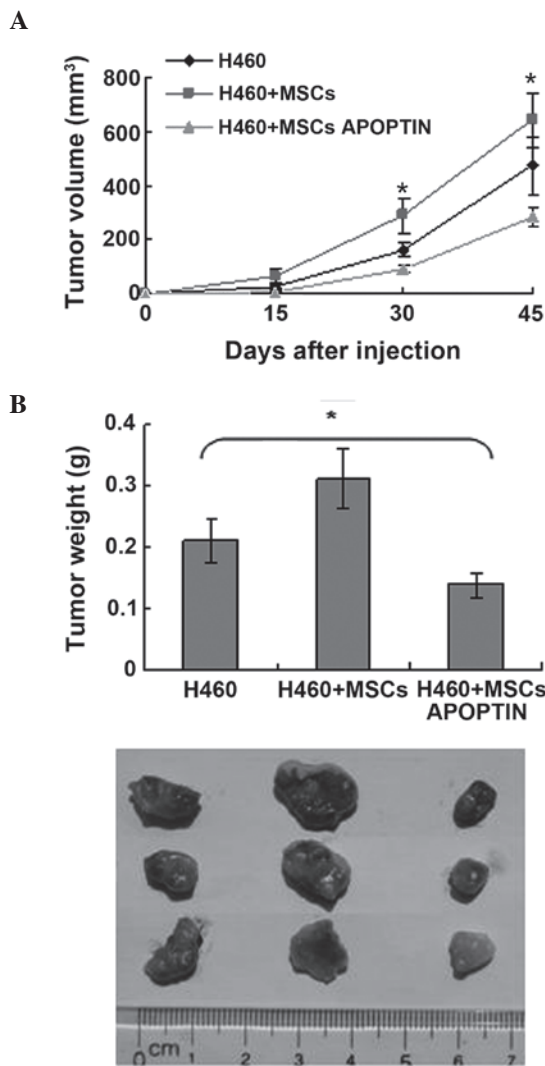 A
H460
H460+MSCs
H460+MSCs APOPTIN
Tumor volume (mm³)
800
600
400
200
0
*
*
0 15 30 45
Days after injection
B
Tumor weight (g)
0.4
0.3
0.2
0.1
0
*
H460 H460+MSCs H460+MSCs
APOPTIN
0 cm 1 2 3 4 5 6 7